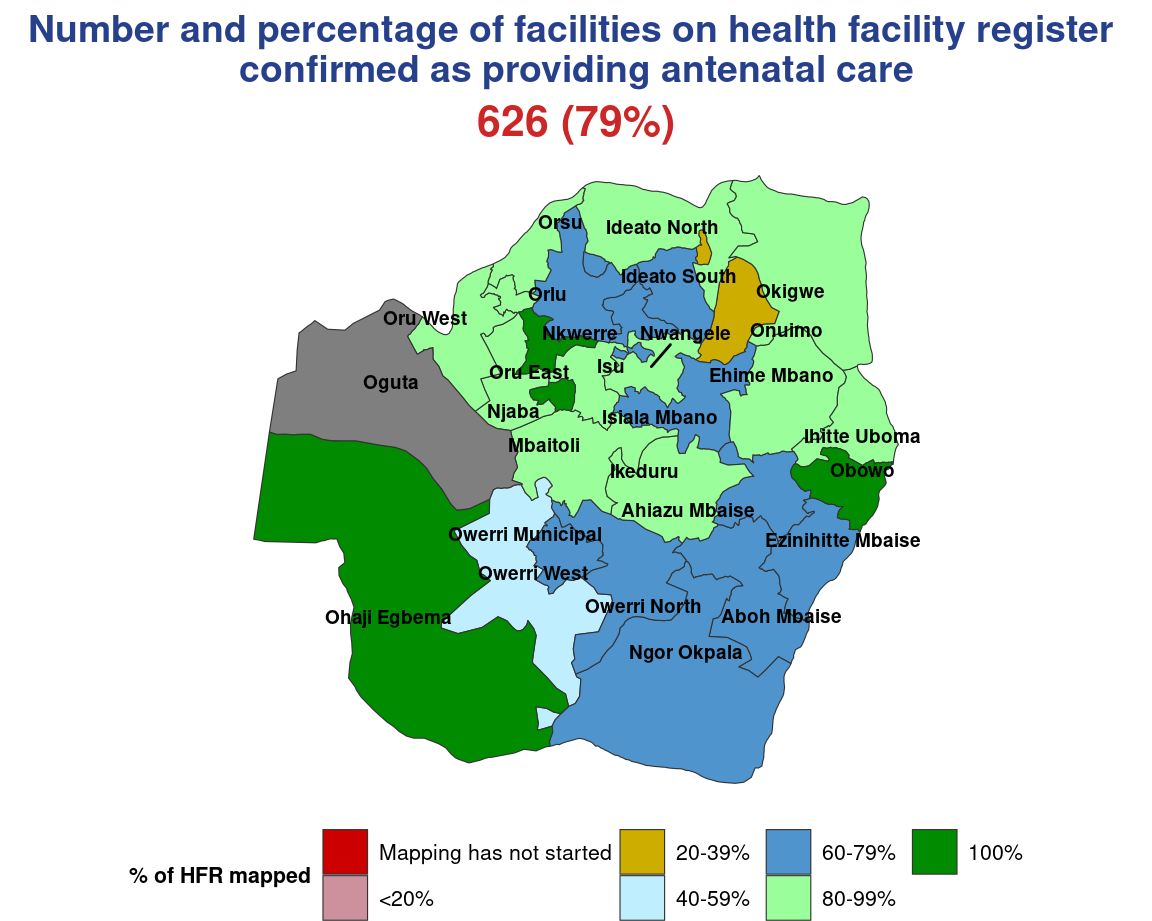 Number and percentage of facilities on health facility register
confirmed as providing antenatal care
626 (79%)
Orsu
Ideato North
Ideato South
Orlu
Okigwe
Oru West
Nkwerre
Nwangele
Onuimo
Isu
Oru East
Ehime Mbano
Oguta
Njaba
Isiala Mbano
Mbaitoli
Ihitte Uboma
Ikeduru
Obowo
Ahiazu Mbaise
Owerri Municipal
Ezinihitte Mbaise
Owerri West
Owerri North
Ohaji Egbema
Aboh Mbaise
Ngor Okpala
% of HFR mapped
Mapping has not started
<20%
20-39%
40-59%
60-79%
80-99%
100%